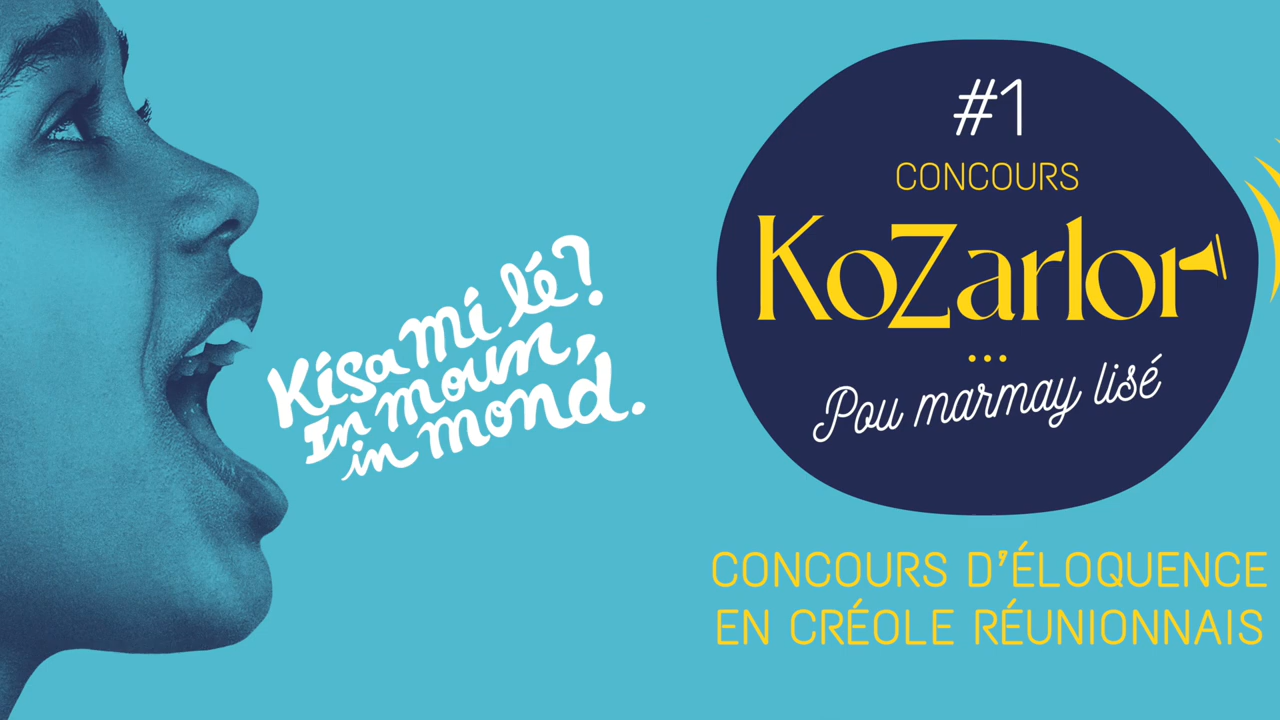 Kisa mi lé?
In moun,
in mond.
#1
CONCOURS
KoZarlor
...
Pou marmay lisé
CONCOURS D'ÉLOQUENCE
EN CRÉOLE RÉUNIONNAIS